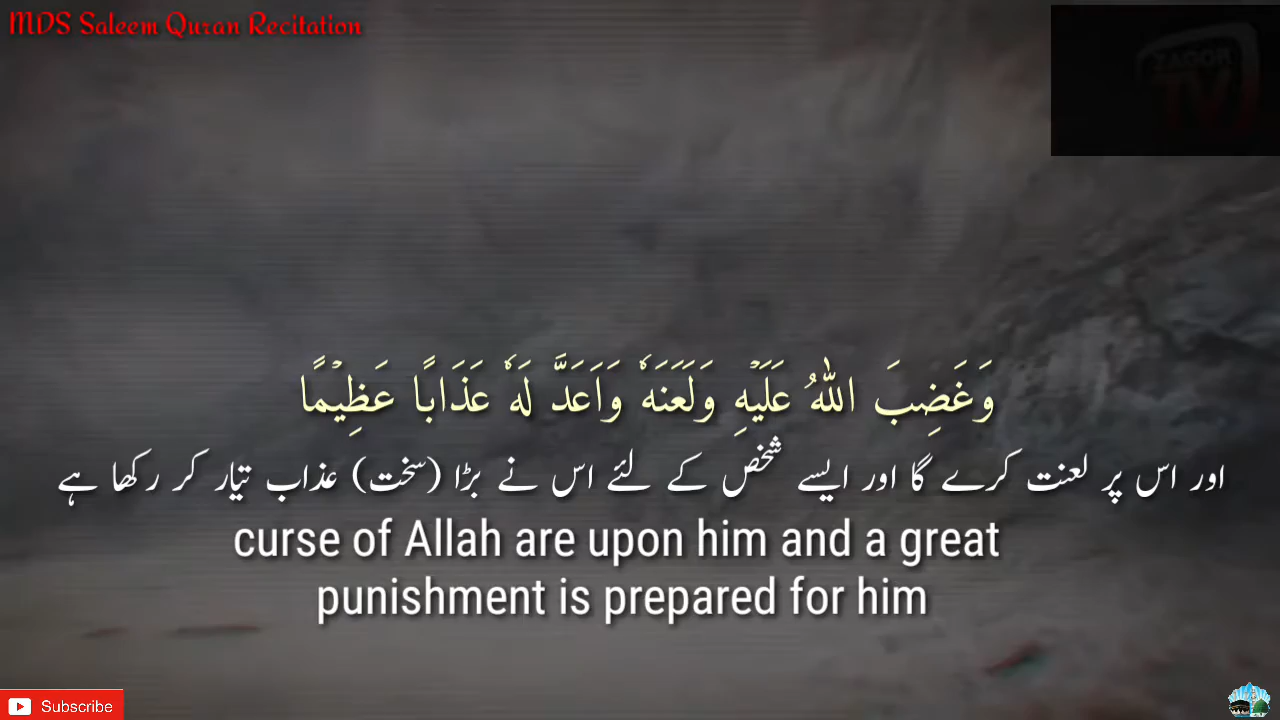 MDS Saleem Quran Recitation
ZAGOR
TV
وَغَضِبَ اللّٰهُ عَلَيۡهِ وَلَعَنَهٗ وَاَعَدَّ لَهٗ عَذَابًا عَظِيۡمًا
اور اس پر لعنت کرے گا اور ایسے شخص کے لئے اس نے بڑا (سخت) عذاب تیار کر رکھا ہے
curse of Allah are upon him and a great
punishment is prepared for him
Subscribe